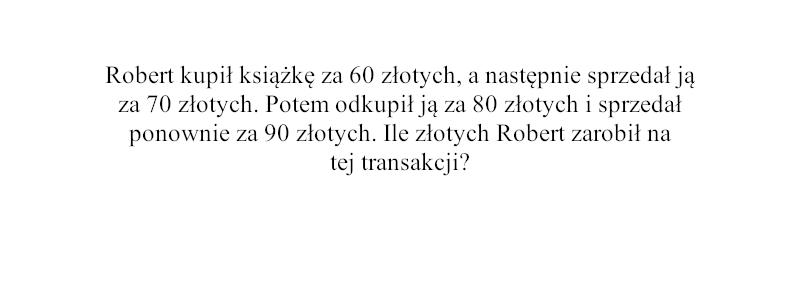 Robert kupił książkę za 60 złotych, a następnie sprzedał ją
za 70 złotych. Potem odkupił ją za 80 złotych i sprzedał
ponownie za 90 złotych. Ile złotych Robert zarobił na
tej transakcji?